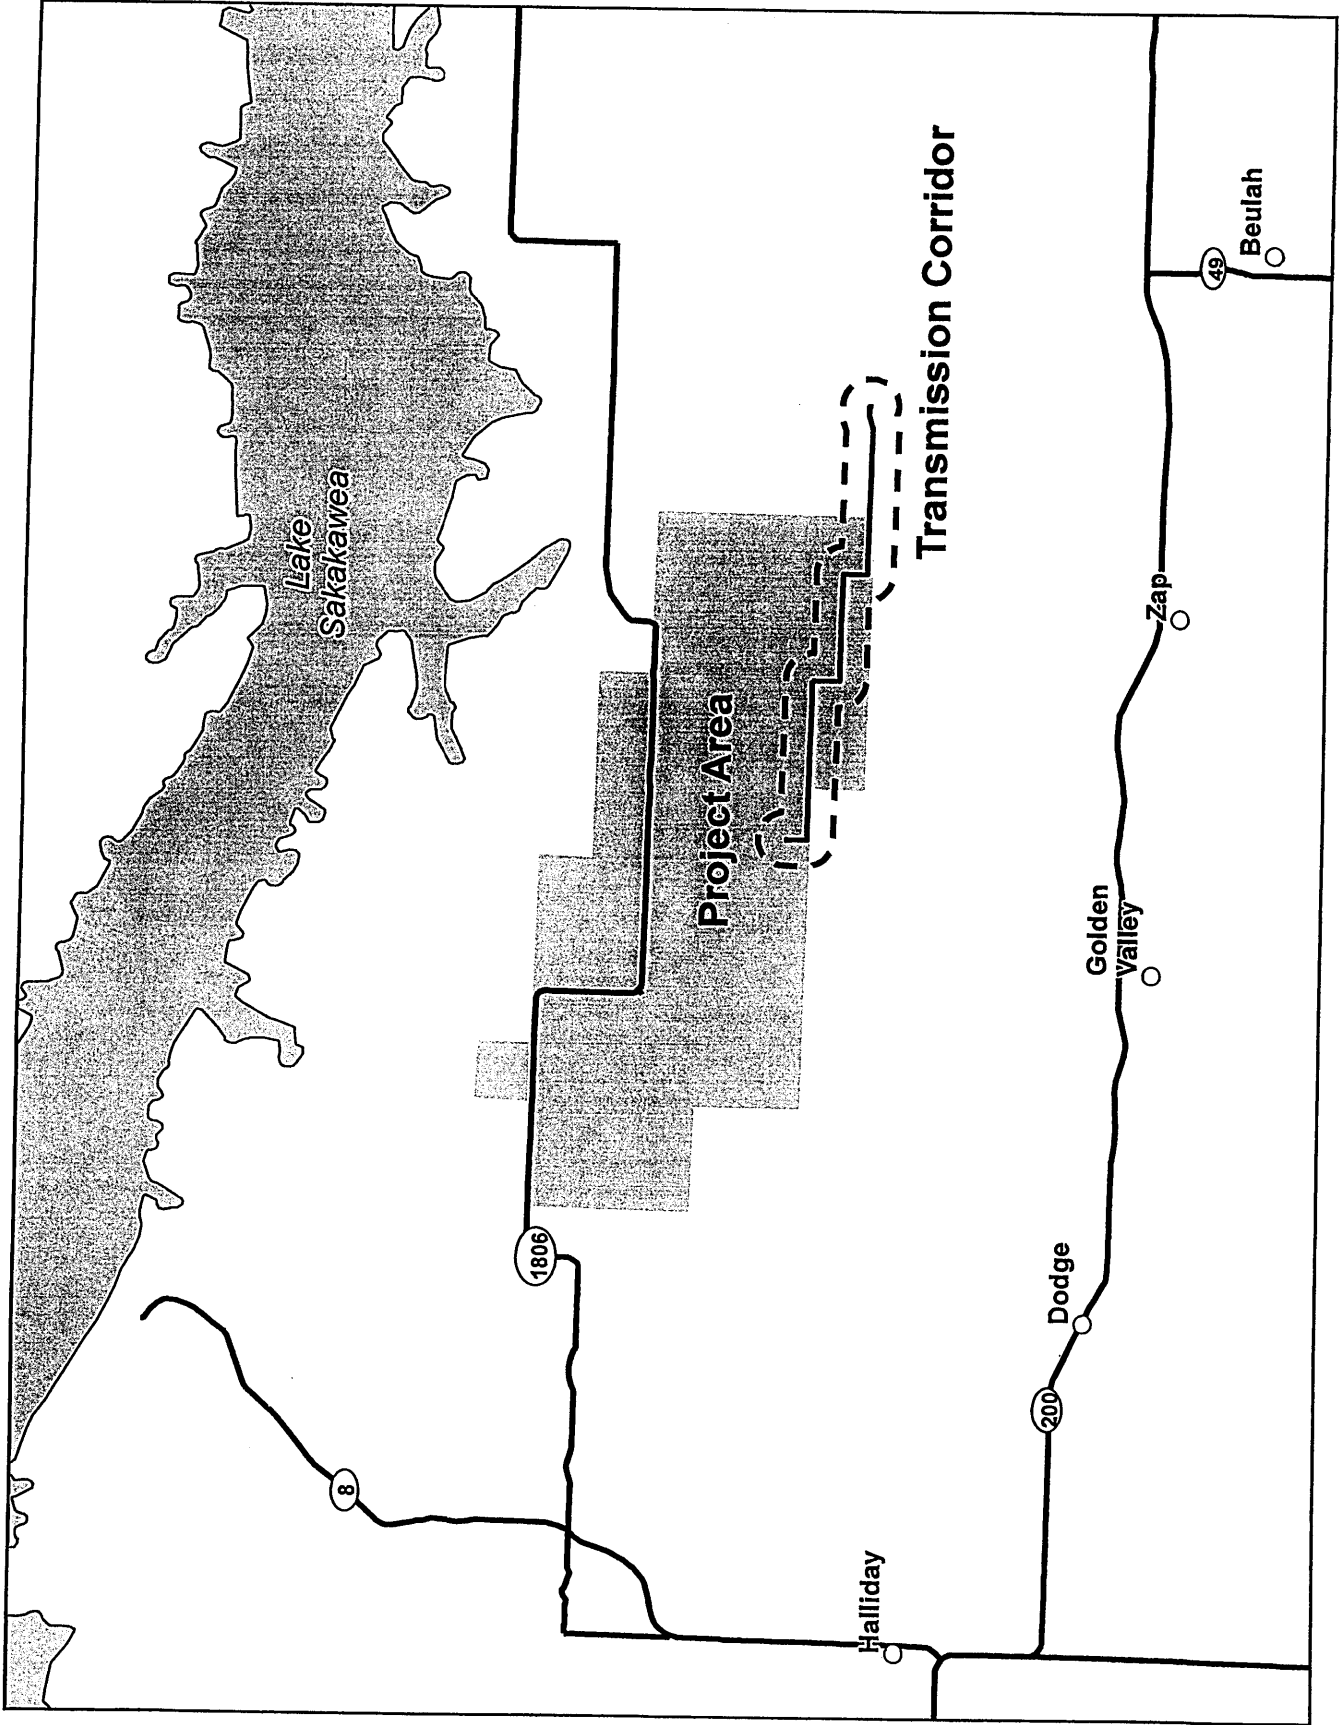 Lake
Sakakawea
8
1806
Project Area
Transmission Corridor
Halliday
200
Dodge
Golden
Valley
Zap
49
Beulah